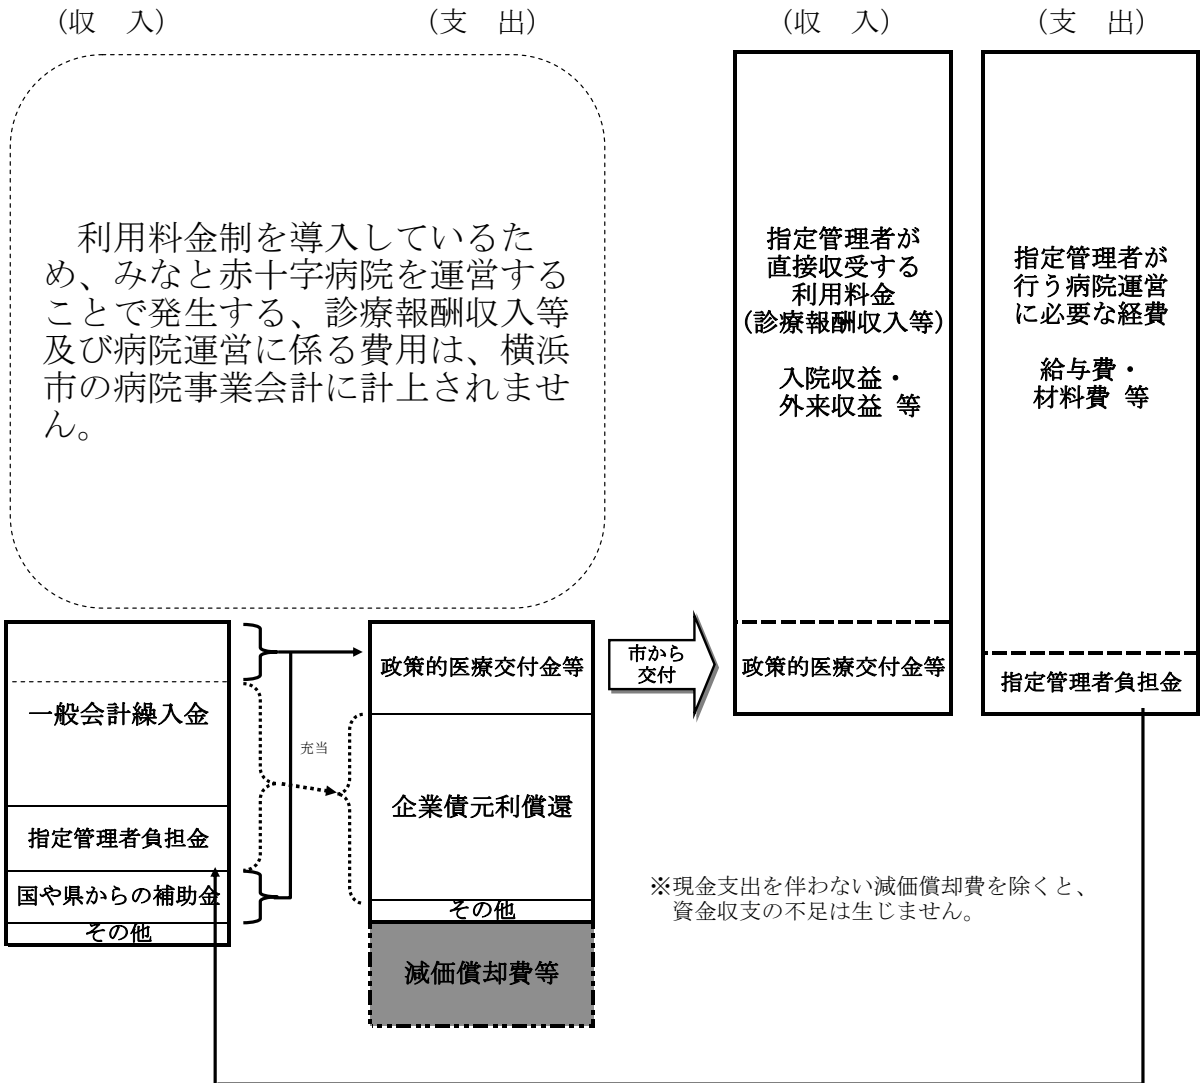 （収　入）
（支　出）
（収　入）
（支　出）
利用料金制を導入しているた
め、みなと赤十字病院を運営する
ことで発生する、診療報酬収入等
及び病院運営に係る費用は、横浜
市の病院事業会計に計上されませ
ん。
一般会計繰入金
指定管理者負担金
国や県からの補助金
その他
充当
政策的医療交付金等
企業債元利償還
その他
減価償却費等
市から
交付
指定管理者が
直接収受する
利用料金
（診療報酬収入等）
入院収益・
外来収益 等
政策的医療交付金等
指定管理者が
行う病院運営
に必要な経費
給与費・
材料費 等
指定管理者負担金
※現金支出を伴わない減価償却費を除くと、
資金収支の不足は生じません。